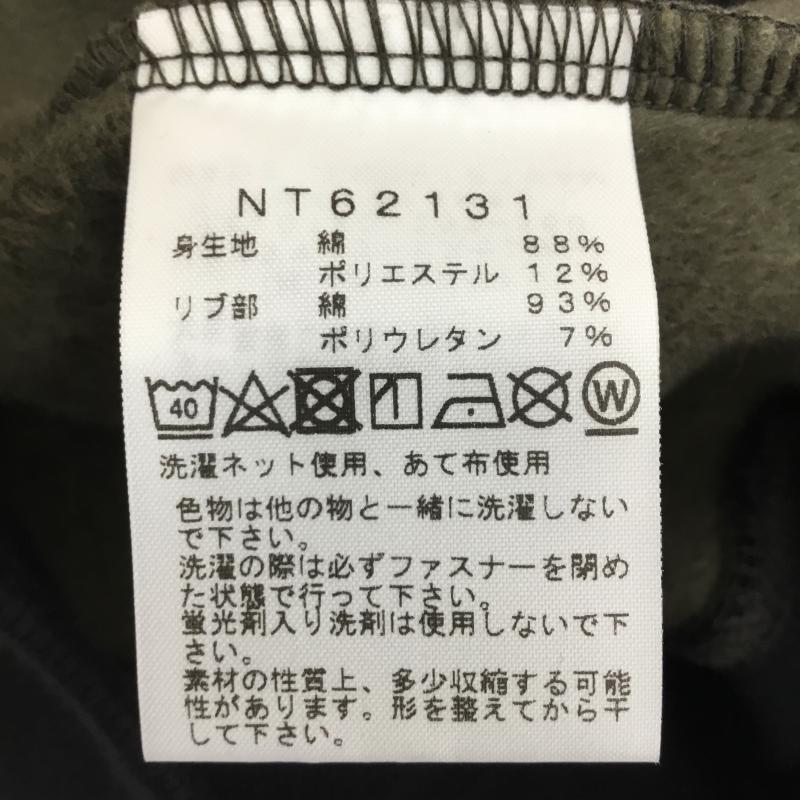 NT62131
身生地 綿 88%
ポリエステル 12%
リブ部 綿 93%
ポリウレタン 7%
40 W
洗濯ネット使用、あて布使用
色物は他の物と一緒に洗濯しない
で下さい。
洗濯の際は必ずファスナーを閉め
た状態で行って下さい。
蛍光剤入り洗剤は使用しないで下
さい。
素材の性質上、多少収縮する可能
性があります。形を整えてから干
して下さい。